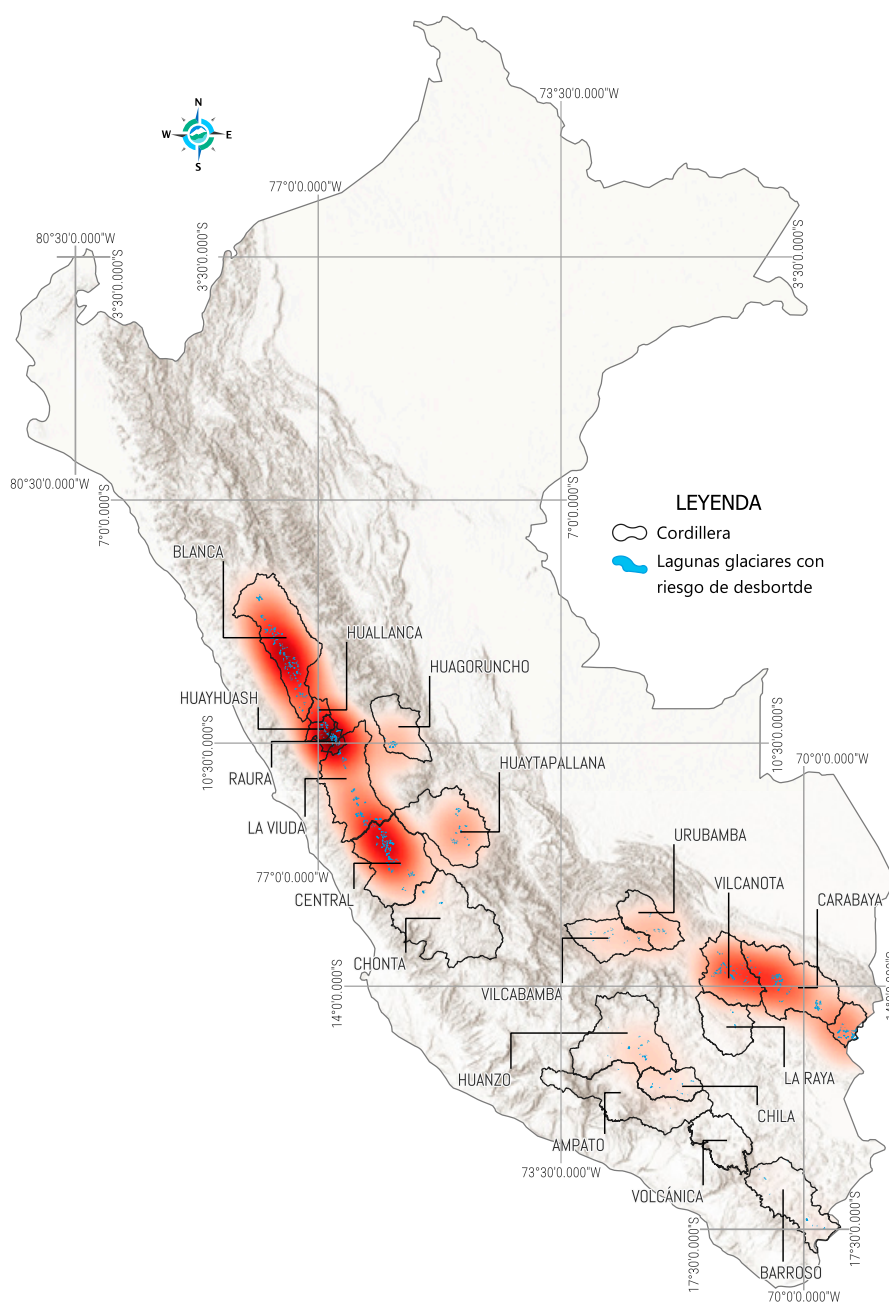 73°30'0.000"W
N
W
E
S
77°0'0.000"W
80°30'0.000"W
3°30'0.000"S
3°30'0.000"S
3°30'0.000"S
80°30'0.000"W
7°0'0.000"S
7°0'0.000"S
LEYENDA
Cordillera
Lagunas glaciares con
riesgo de desbortde
BLANCA
HUALLANCA
HUAGORUNCHO
HUAYHUASH
10°30'0.000"S
10°30'0.000"S
70°0'0.000"W
RAURA
HUAYTAPALLANA
LA VIUDA
URUBAMBA
77°0'0.000"W
VILCANOTA
CENTRAL
CARABAYA
CHONTA
VILCABAMBA
14°0'0.000"S
HUANZO
LA RAYA
CHILA
AMPATO
73°30'0.000"W
VOLCÁNICA
17°30'0.000"S
17°30'0.000"S
BARROSO
70°0'0.000"W